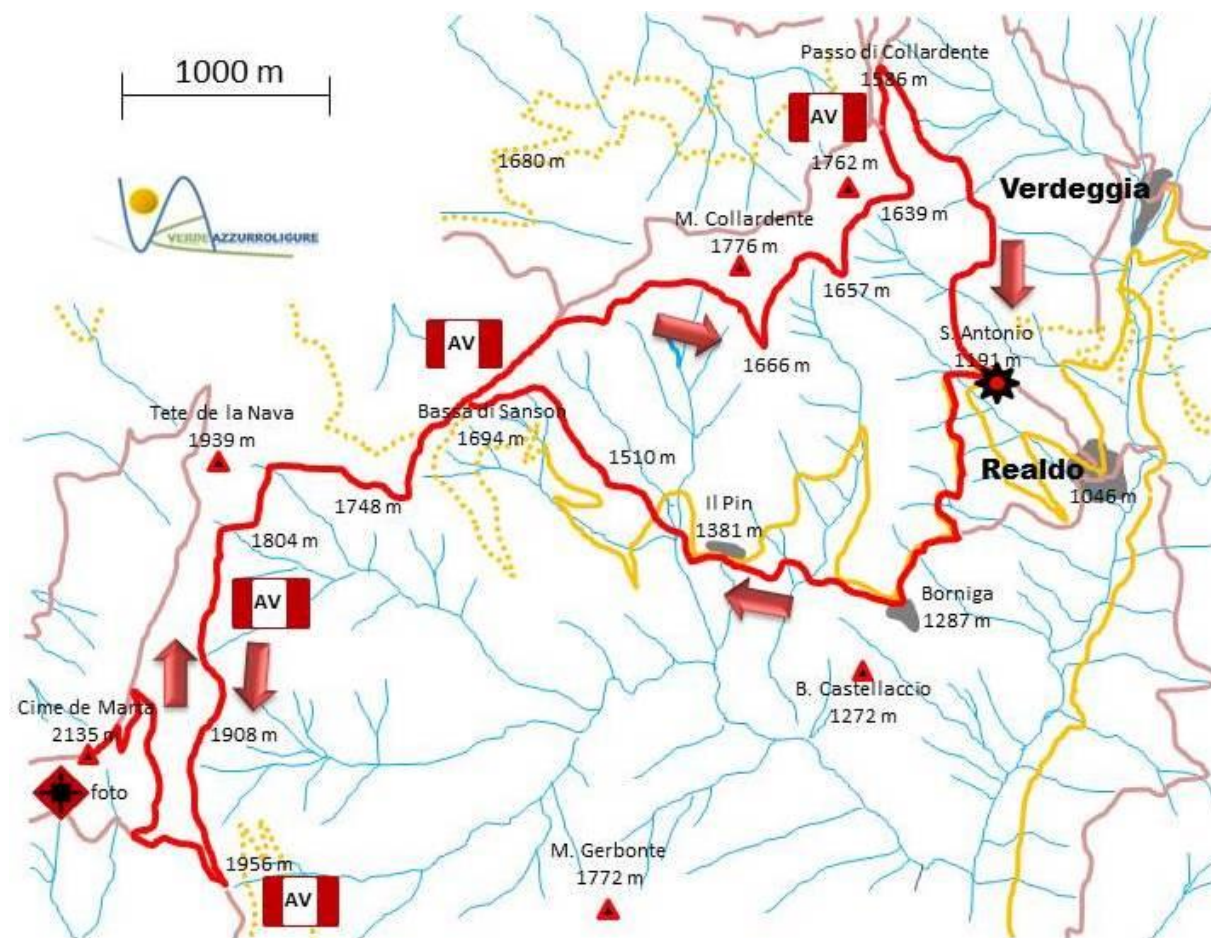 1000 m
VERDEAZZURROLIGURE
Passo di Collardente
1586 m
AV
1762 m
1680 m
Verdeggia
1639 m
M. Collardente
1776 m
1657 m
AV
S. Antonio
1191 m
1666 m
Tete de la Nava
1939 m
Bassa di Sanson
1694 m
1510 m
Realdo
1046 m
1748 m
Il Pin
1381 m
1804 m
AV
Borniga
1287 m
B. Castellaccio
1272 m
Cime de Marta
2135 m
1908 m
foto
1956 m
M. Gerbonte
1772 m
AV